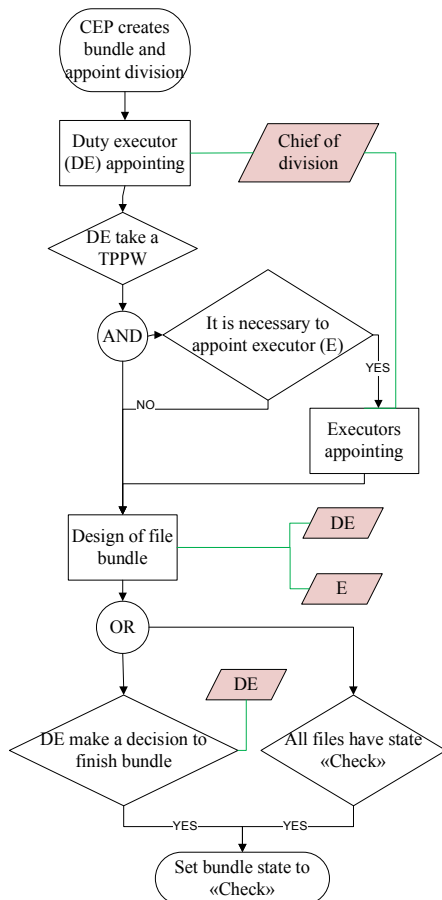 CEP creates
bundle and
appoint division
Duty executor
(DE) appointing
Chief of
division
DE take a
TPPW
AND
It is necessary to
appoint executor (E)
YES
NO
Executors
appointing
Design of file
bundle
DE
E
OR
DE
DE make a decision to
finish bundle
All files have state
«Check»
YES
YES
Set bundle state to
«Check»